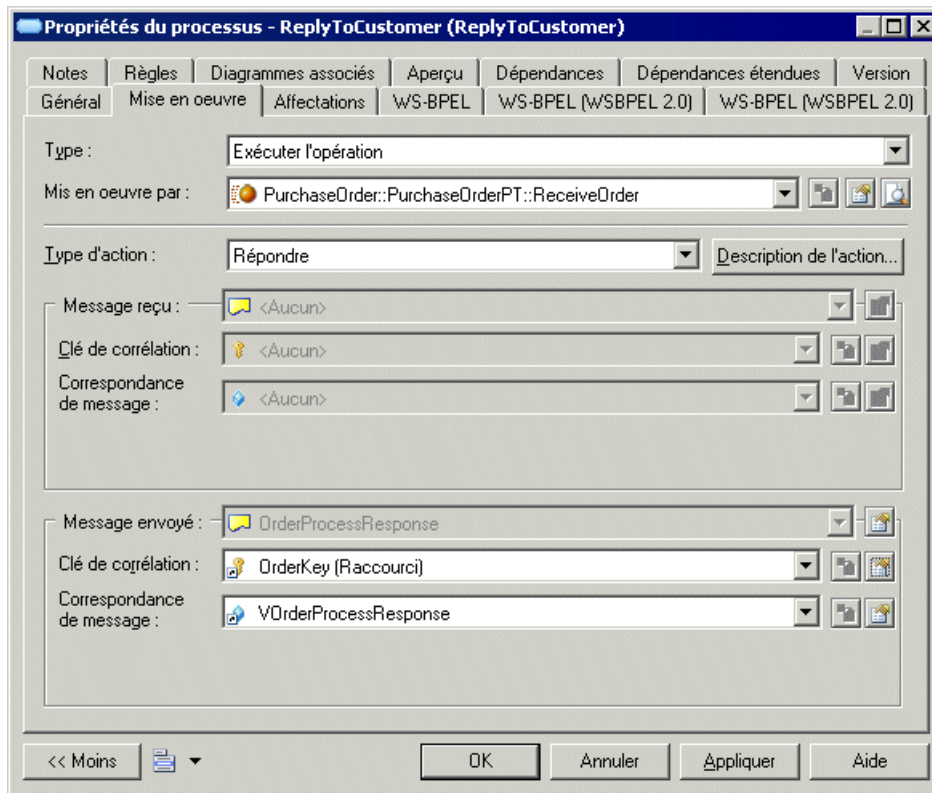 Propriétés du processus - ReplyToCustomer (ReplyToCustomer)
Notes Règles Diagrammes associés Aperçu Dépendances Dépendances étendues Version
Général Mise en oeuvre Affectations WS-BPEL WS-BPEL (WSBPEL 2.0) WS-BPEL (WSBPEL 2.0)
Type : Exécuter l'opération
Mis en oeuvre par : PurchaseOrder::PurchaseOrderPT::ReceiveOrder
Type d'action : Répondre Description de l'action...
Message reçu : <Aucun>
Clé de corrélation : <Aucun>
Correspondance
de message : <Aucun>
Message envoyé : OrderProcessResponse
Clé de corrélation : OrderKey (Raccourci)
Correspondance
de message : VOrderProcessResponse
<< Moins OK Annuler Appliquer Aide